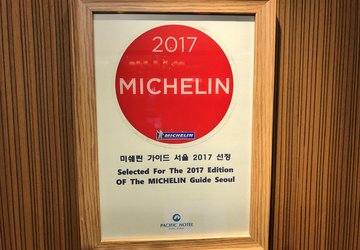 2017
MICHELIN
MICHELIN
미쉐린 가이드 서울 2017 선정
Selected For The 2017 Edition
OF The MICHELIN Guide Seoul
PACIFIC HOTEL